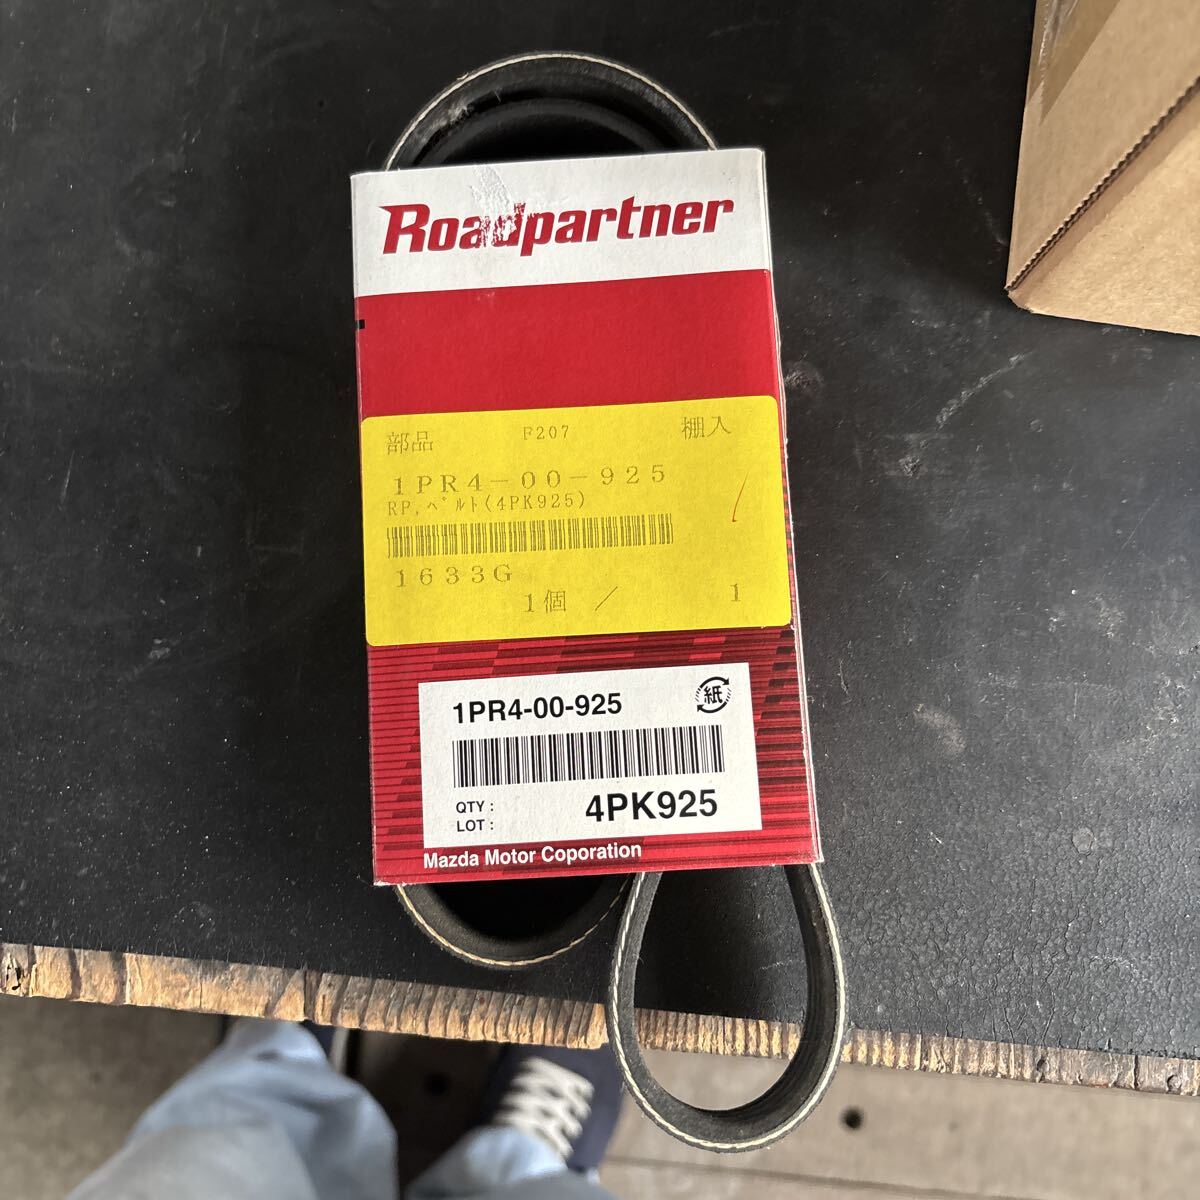 Roadpartner
部品 F207 棚入
1PR4-00-925
RP,ベルト(4PK925)
1633G
1個 / 1
1PR4-00-925
紙
QTY :
LOT :
4PK925
Mazda Motor Coporation